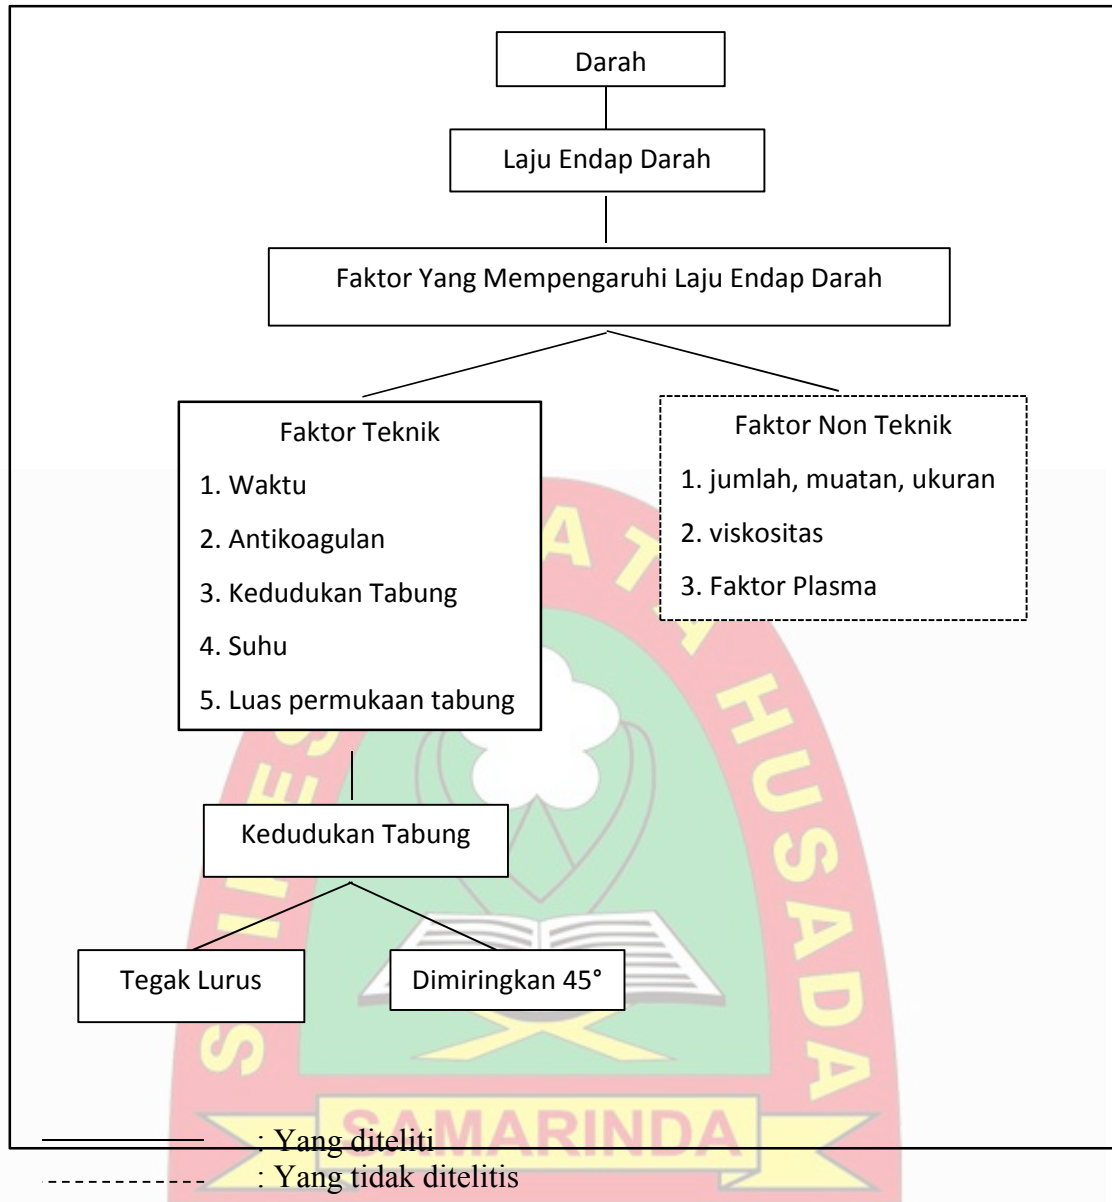 Darah
Laju Endap Darah
Faktor Yang Mempengaruhi Laju Endap Darah
Faktor Teknik
1. Waktu
2. Antikoagulan
3. Kedudukan Tabung
4. Suhu
5. Luas permukaan tabung
Faktor Non Teknik
1. jumlah, muatan, ukuran
2. viskositas
3. Faktor Plasma
Kedudukan Tabung
Tegak Lurus
Dimiringkan 45°
HUSADA
SAMARINDA
: Yang diteliti
: Yang tidak ditelitis